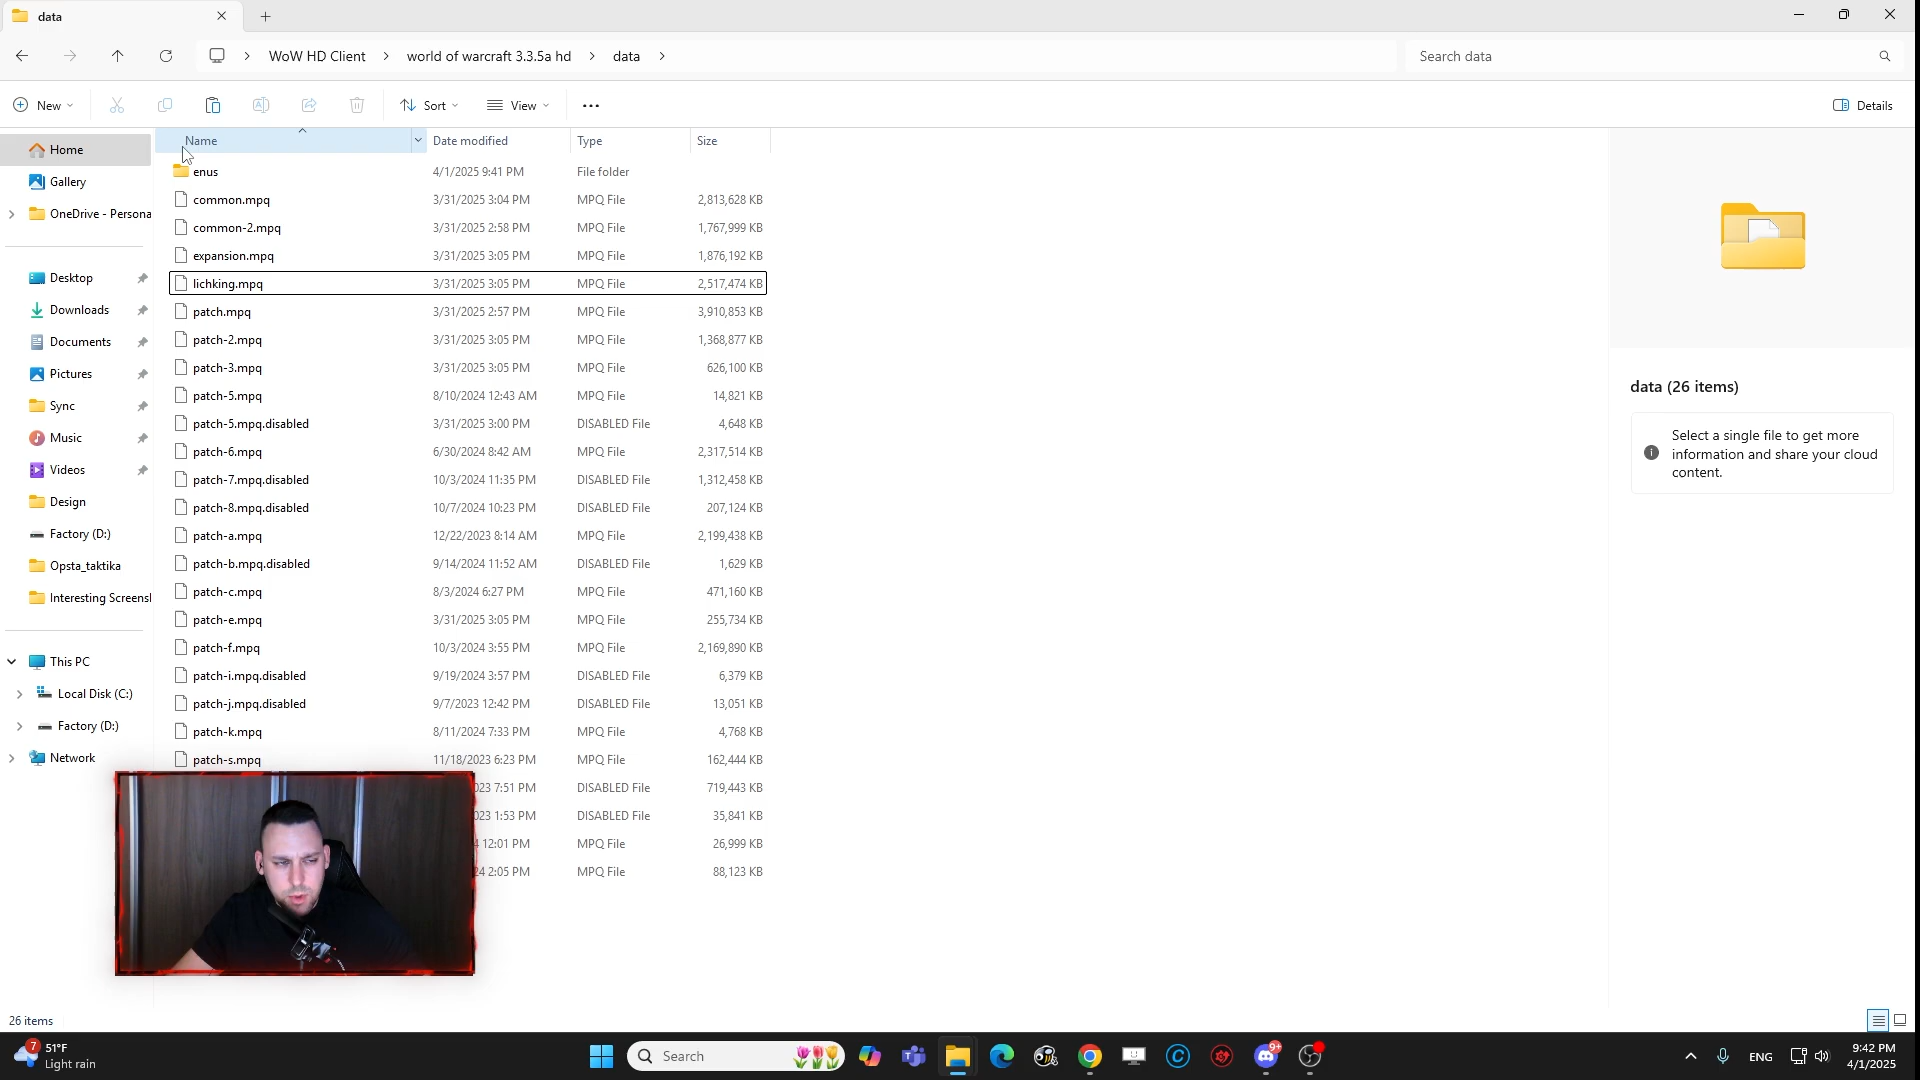 data
WoW HD Client
world of warcraft 3.3.5a hd
data
Search data
New
Sort
View
Details
Name
Date modified
Type
Size
Home
Gallery
OneDrive - Persona
Desktop
Downloads
Documents
Pictures
Sync
Music
Videos
Design
Factory (D:)
Opsta_taktika
Interesting Screensl
This PC
Local Disk (C:)
Factory (D:)
Network
enus 4/1/2025 9:41 PM File folder
common.mpq 3/31/2025 3:04 PM MPQ File 2,813,628 KB
common-2.mpq 3/31/2025 2:58 PM MPQ File 1,767,999 KB
expansion.mpq 3/31/2025 3:05 PM MPQ File 1,876,192 KB
lichking.mpq 3/31/2025 3:05 PM MPQ File 2,517,474 KB
patch.mpq 3/31/2025 2:57 PM MPQ File 3,910,853 KB
patch-2.mpq 3/31/2025 3:05 PM MPQ File 1,368,877 KB
patch-3.mpq 3/31/2025 3:05 PM MPQ File 626,100 KB
patch-5.mpq 8/10/2024 12:43 AM MPQ File 14,821 KB
patch-5.mpq.disabled 3/31/2025 3:00 PM DISABLED File 4,648 KB
patch-6.mpq 6/30/2024 8:42 AM MPQ File 2,317,514 KB
patch-7.mpq.disabled 10/3/2024 11:35 PM DISABLED File 1,312,458 KB
patch-8.mpq.disabled 10/7/2024 10:23 PM DISABLED File 207,124 KB
patch-a.mpq 12/22/2023 8:14 AM MPQ File 2,199,438 KB
patch-b.mpq.disabled 9/14/2024 11:52 AM DISABLED File 1,629 KB
patch-c.mpq 8/3/2024 6:27 PM MPQ File 471,160 KB
patch-e.mpq 3/31/2025 3:05 PM MPQ File 255,734 KB
patch-f.mpq 10/3/2024 3:55 PM MPQ File 2,169,890 KB
patch-i.mpq.disabled 9/19/2024 3:57 PM DISABLED File 6,379 KB
patch-j.mpq.disabled 9/7/2023 12:42 PM DISABLED File 13,051 KB
patch-k.mpq 8/11/2024 7:33 PM MPQ File 4,768 KB
patch-s.mpq 11/18/2023 6:23 PM MPQ File 162,444 KB
023 7:51 PM DISABLED File 719,443 KB
023 1:53 PM DISABLED File 35,841 KB
4 12:01 PM MPQ File 26,999 KB
24 2:05 PM MPQ File 88,123 KB
data (26 items)
Select a single file to get more
information and share your cloud
content.
26 items
7
51°F
Light rain
Search
9+
ENG
9:42 PM
4/1/2025